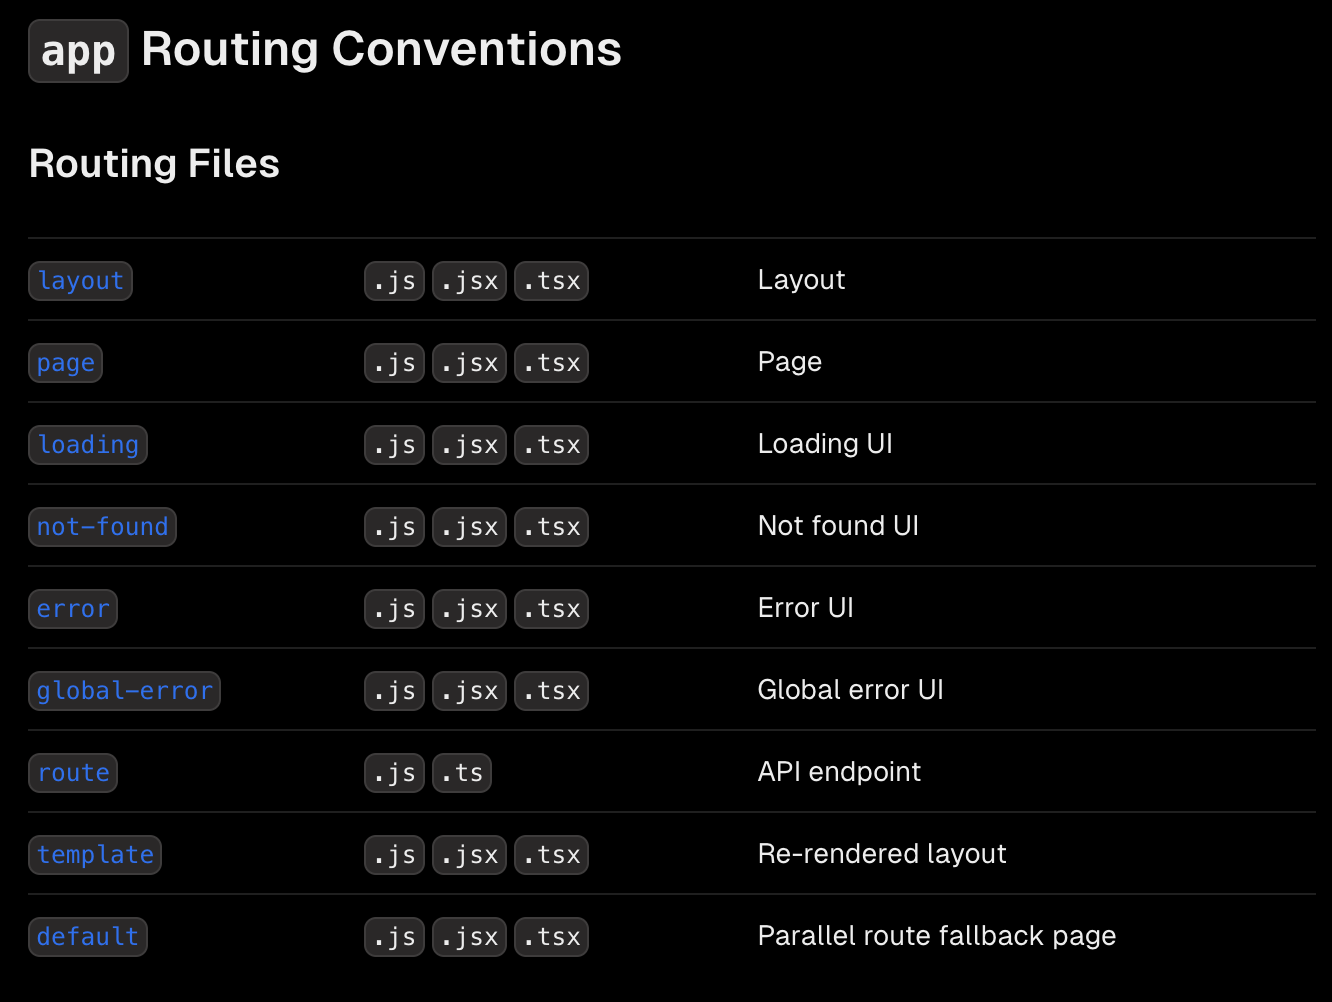 app Routing Conventions
Routing Files
layout .js .jsx .tsx Layout
page .js .jsx .tsx Page
loading .js .jsx .tsx Loading UI
not-found .js .jsx .tsx Not found UI
error .js .jsx .tsx Error UI
global-error .js .jsx .tsx Global error UI
route .js .ts API endpoint
template .js .jsx .tsx Re-rendered layout
default .js .jsx .tsx Parallel route fallback page